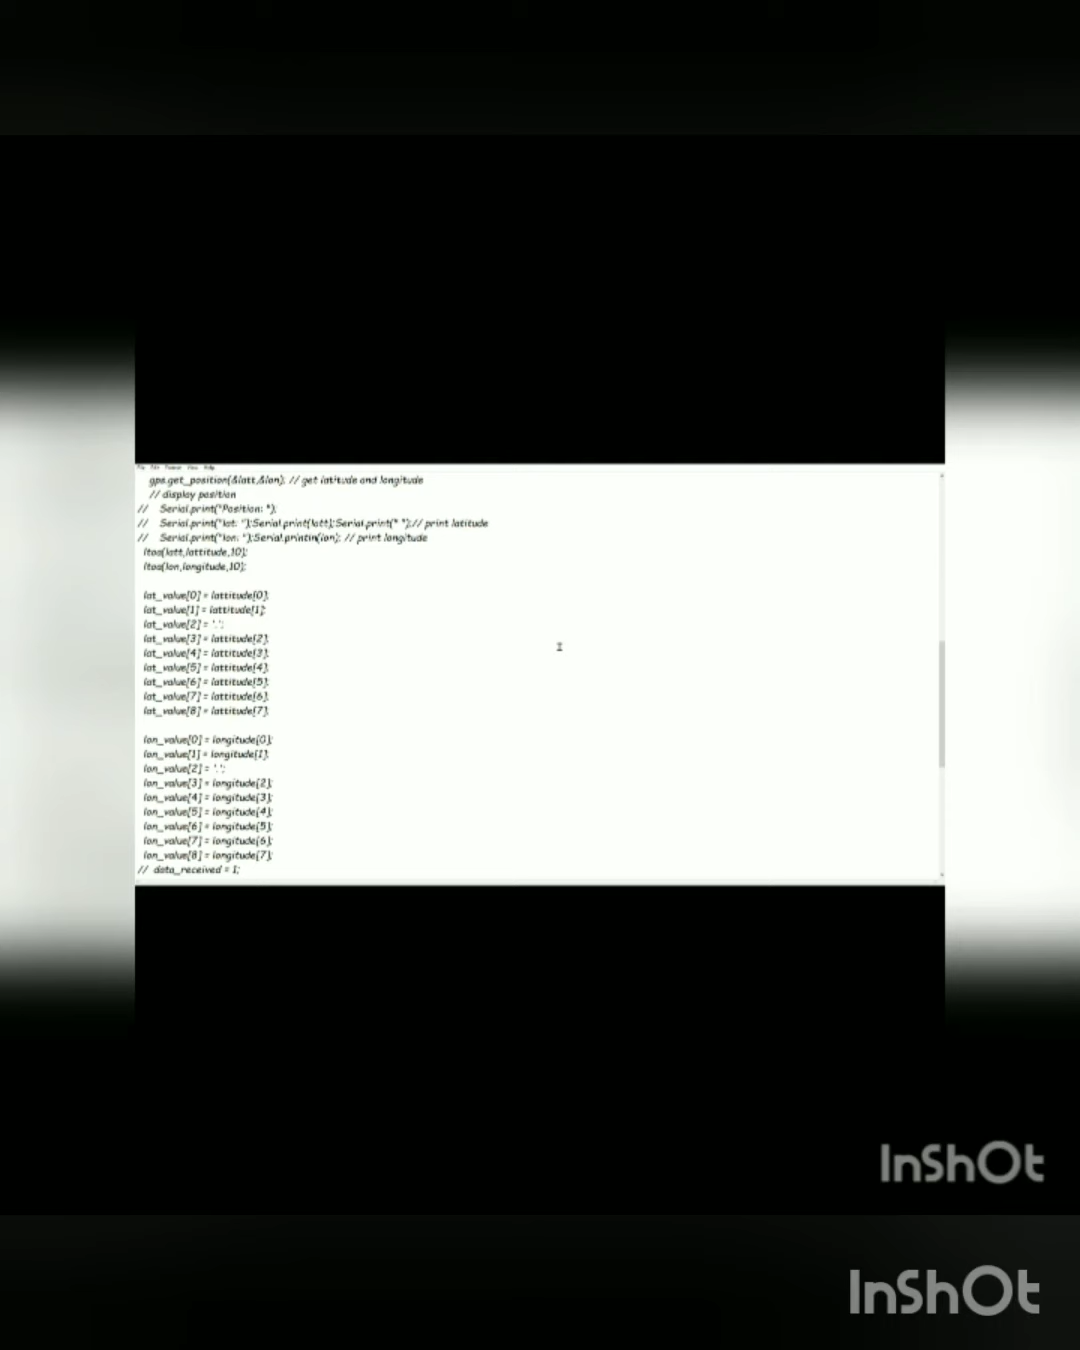 File Edit Format View Help
gps.get_position(&latt,&lon); // get latitude and longitude
// display position
// Serial.print("Position: ");
// Serial.print("lat: ");Serial.print(latt);Serial.print(" ");// print latitude
// Serial.print("lon: ");Serial.println(lon); // print longitude
ltoa(latt,lattitude,10);
ltoa(lon,longitude,10);
lat_value[0] = lattitude[0];
lat_value[1] = lattitude[1];
lat_value[2] = '.';
lat_value[3] = lattitude[2];
lat_value[4] = lattitude[3];
lat_value[5] = lattitude[4];
lat_value[6] = lattitude[5];
lat_value[7] = lattitude[6];
lat_value[8] = lattitude[7];
lon_value[0] = longitude[0];
lon_value[1] = longitude[1];
lon_value[2] = '.';
lon_value[3] = longitude[2];
lon_value[4] = longitude[3];
lon_value[5] = longitude[4];
lon_value[6] = longitude[5];
lon_value[7] = longitude[6];
lon_value[8] = longitude[7];
// data_received = 1;
InShOt
InShOt